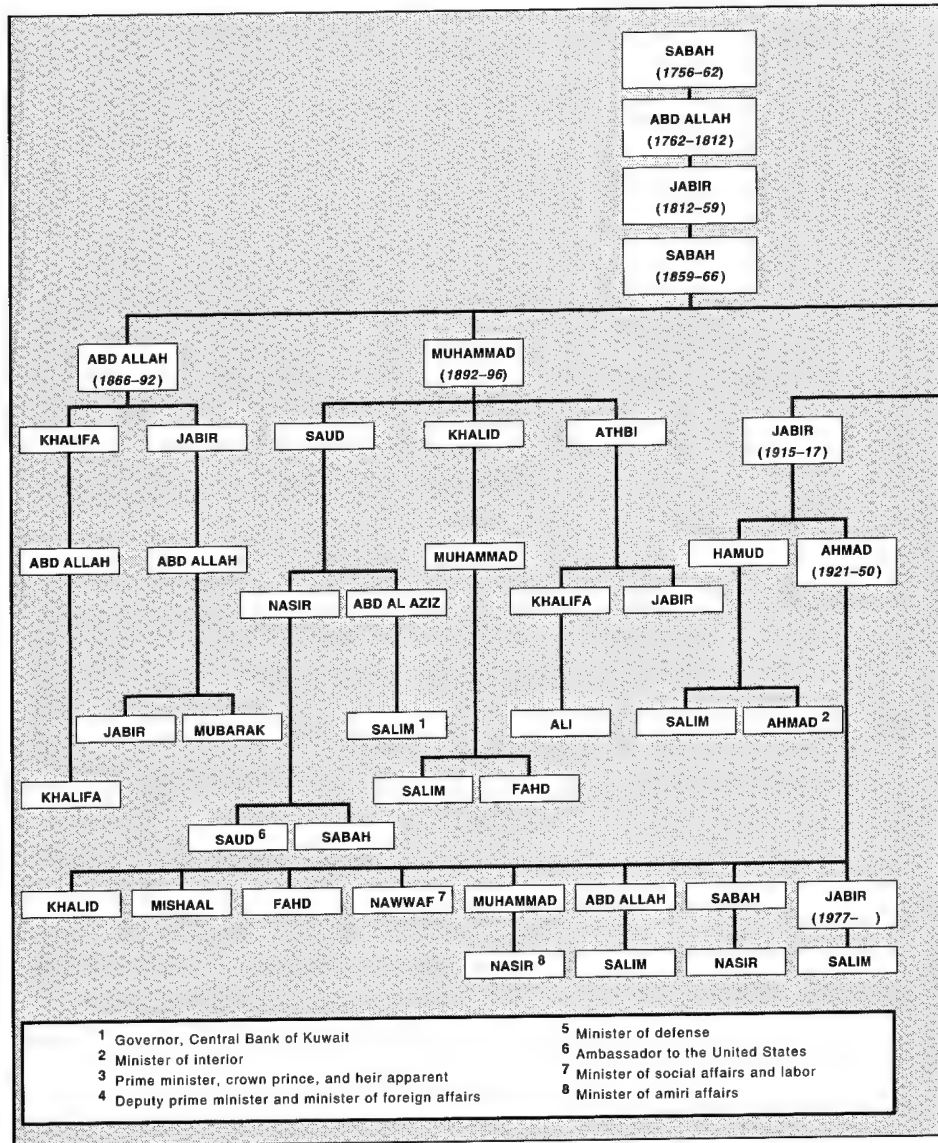 SABAH
(1756–62)
ABD ALLAH
(1762–1812)
JABIR
(1812–59)
SABAH
(1859–66)
ABD ALLAH
(1866–92)
MUHAMMAD
(1892–96)
KHALIFA
JABIR
SAUD
KHALID
ATHBI
JABIR
(1915–17)
ABD ALLAH
ABD ALLAH
NASIR
ABD AL AZIZ
MUHAMMAD
KHALIFA
JABIR
HAMUD
AHMAD
(1921–50)
JABIR
MUBARAK
SALIM 1
ALI
SALIM
AHMAD 2
KHALIFA
SALIM
FAHD
SAUD 6
SABAH
KHALID
MISHAAL
FAHD
NAWWAF 7
MUHAMMAD
ABD ALLAH
SABAH
JABIR
(1977– )
NASIR 8
SALIM
NASIR
SALIM
1 Governor, Central Bank of Kuwait
2 Minister of interior
3 Prime minister, crown prince, and heir apparent
4 Deputy prime minister and minister of foreign affairs
5 Minister of defense
6 Ambassador to the United States
7 Minister of social affairs and labor
8 Minister of amiri affairs